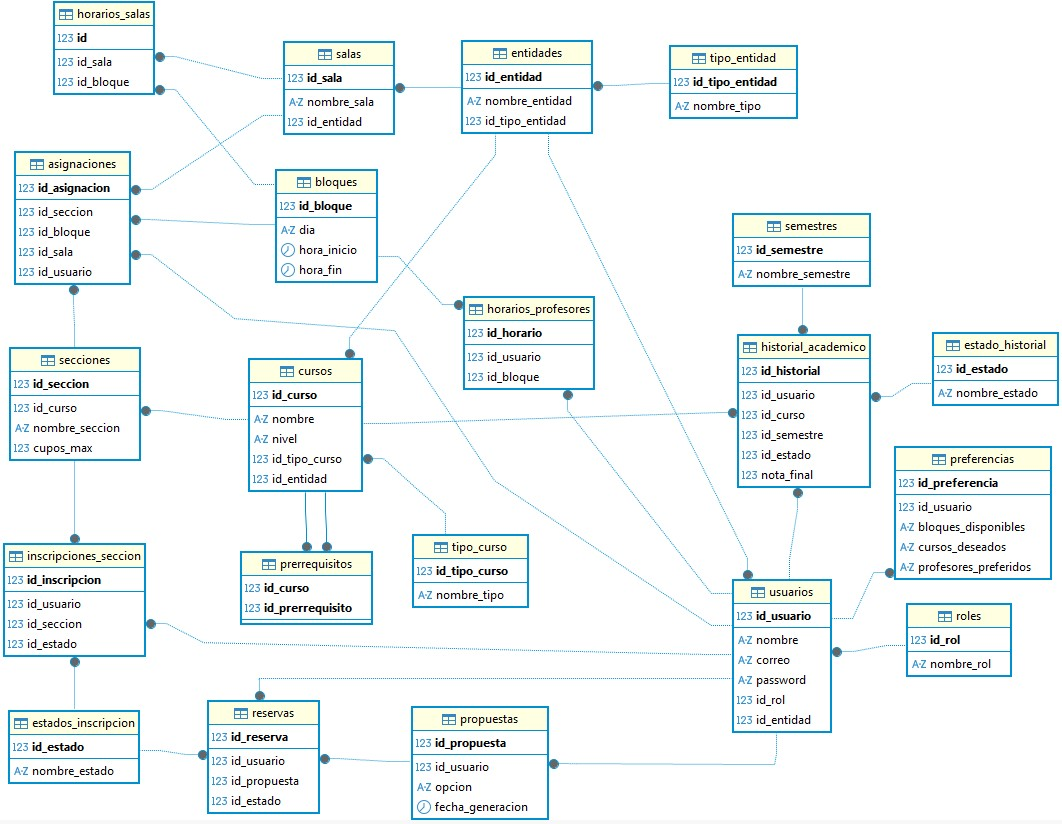 horarios_salas
123 id
123 id_sala
123 id_bloque
salas
123 id_sala
A-Z nombre_sala
123 id_entidad
entidades
123 id_entidad
A-Z nombre_entidad
123 id_tipo_entidad
tipo_entidad
123 id_tipo_entidad
A-Z nombre_tipo
asignaciones
123 id_asignacion
123 id_seccion
123 id_bloque
123 id_sala
123 id_usuario
bloques
123 id_bloque
A-Z dia
hora_inicio
hora_fin
semestres
123 id_semestre
A-Z nombre_semestre
horarios_profesores
123 id_horario
123 id_usuario
123 id_bloque
historial_academico
123 id_historial
123 id_usuario
123 id_curso
123 id_semestre
123 id_estado
123 nota_final
estado_historial
123 id_estado
A-Z nombre_estado
secciones
123 id_seccion
123 id_curso
A-Z nombre_seccion
123 cupos_max
cursos
123 id_curso
A-Z nombre
A-Z nivel
123 id_tipo_curso
123 id_entidad
preferencias
123 id_preferencia
123 id_usuario
A-Z bloques_disponibles
A-Z cursos_deseados
A-Z profesores_preferidos
inscripciones_seccion
123 id_inscripcion
123 id_usuario
123 id_seccion
123 id_estado
prerrequisitos
123 id_curso
123 id_prerrequisito
tipo_curso
123 id_tipo_curso
A-Z nombre_tipo
usuarios
123 id_usuario
A-Z nombre
A-Z correo
A-Z password
123 id_rol
123 id_entidad
roles
123 id_rol
A-Z nombre_rol
estados_inscripcion
123 id_estado
A-Z nombre_estado
reservas
123 id_reserva
123 id_usuario
123 id_propuesta
123 id_estado
propuestas
123 id_propuesta
123 id_usuario
A-Z opcion
fecha_generacion